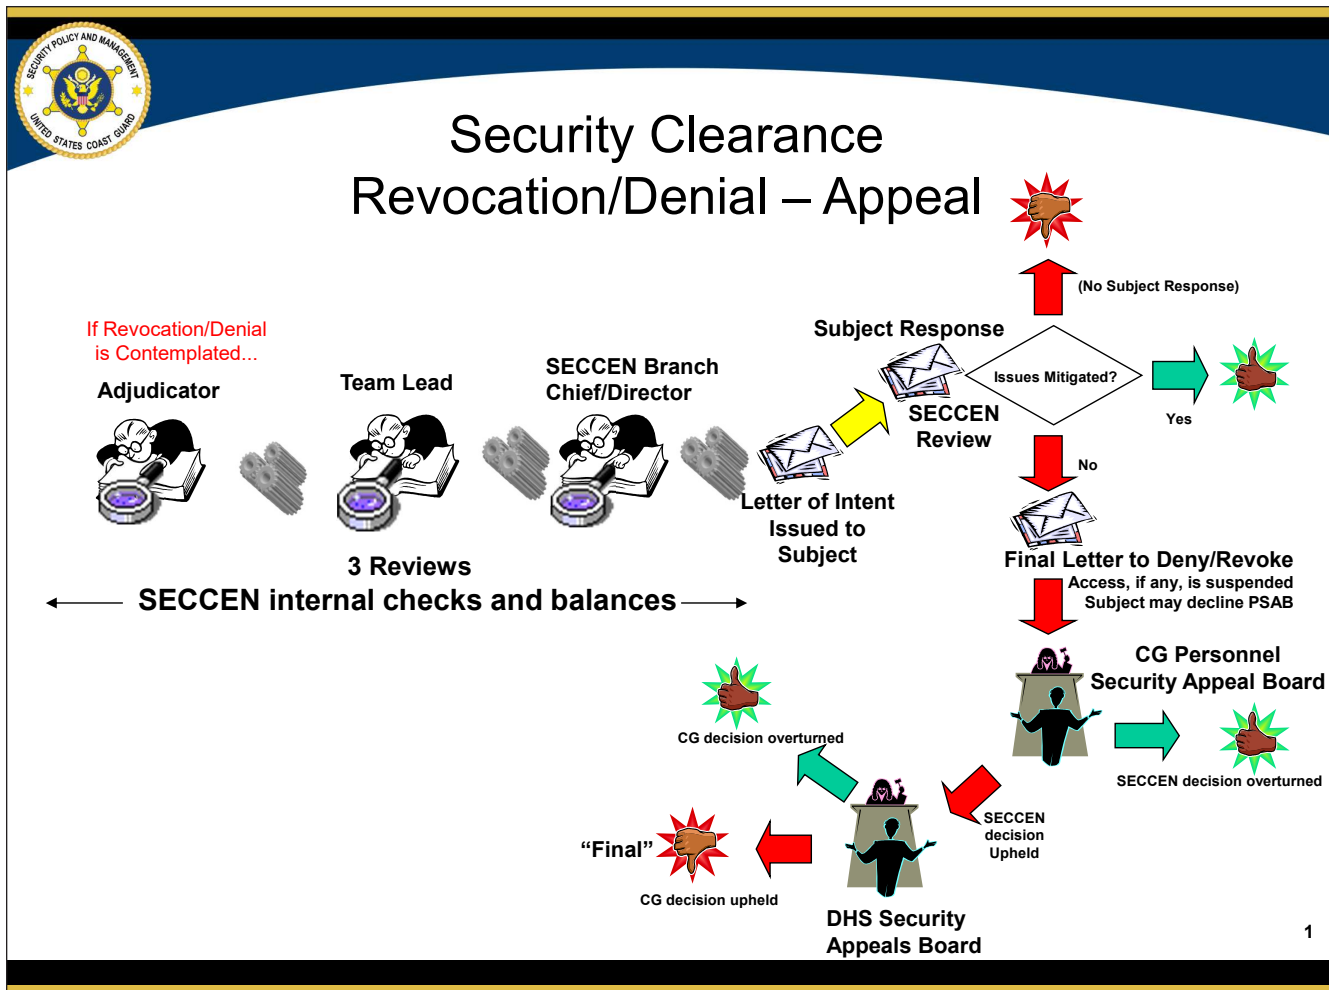 SECURITY POLICY AND MANAGEMENT
UNITED STATES COAST GUARD
Security Clearance
Revocation/Denial – Appeal
(No Subject Response)
If Revocation/Denial
is Contemplated...
Adjudicator
Team Lead
SECCEN Branch
Chief/Director
Subject Response
SECCEN
Review
Issues Mitigated?
Yes
No
Letter of Intent
Issued to
Subject
3 Reviews
SECCEN internal checks and balances
Final Letter to Deny/Revoke
Access, if any, is suspended
Subject may decline PSAB
CG Personnel
Security Appeal Board
SECCEN decision overturned
SECCEN
decision
Upheld
CG decision overturned
“Final”
CG decision upheld
DHS Security
Appeals Board
1